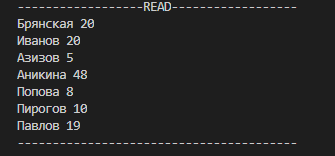 ------------------READ------------------
Брянская 20
Иванов 20
Азизов 5
Аникина 48
Попова 8
Пирогов 10
Павлов 19
----------------------------------------